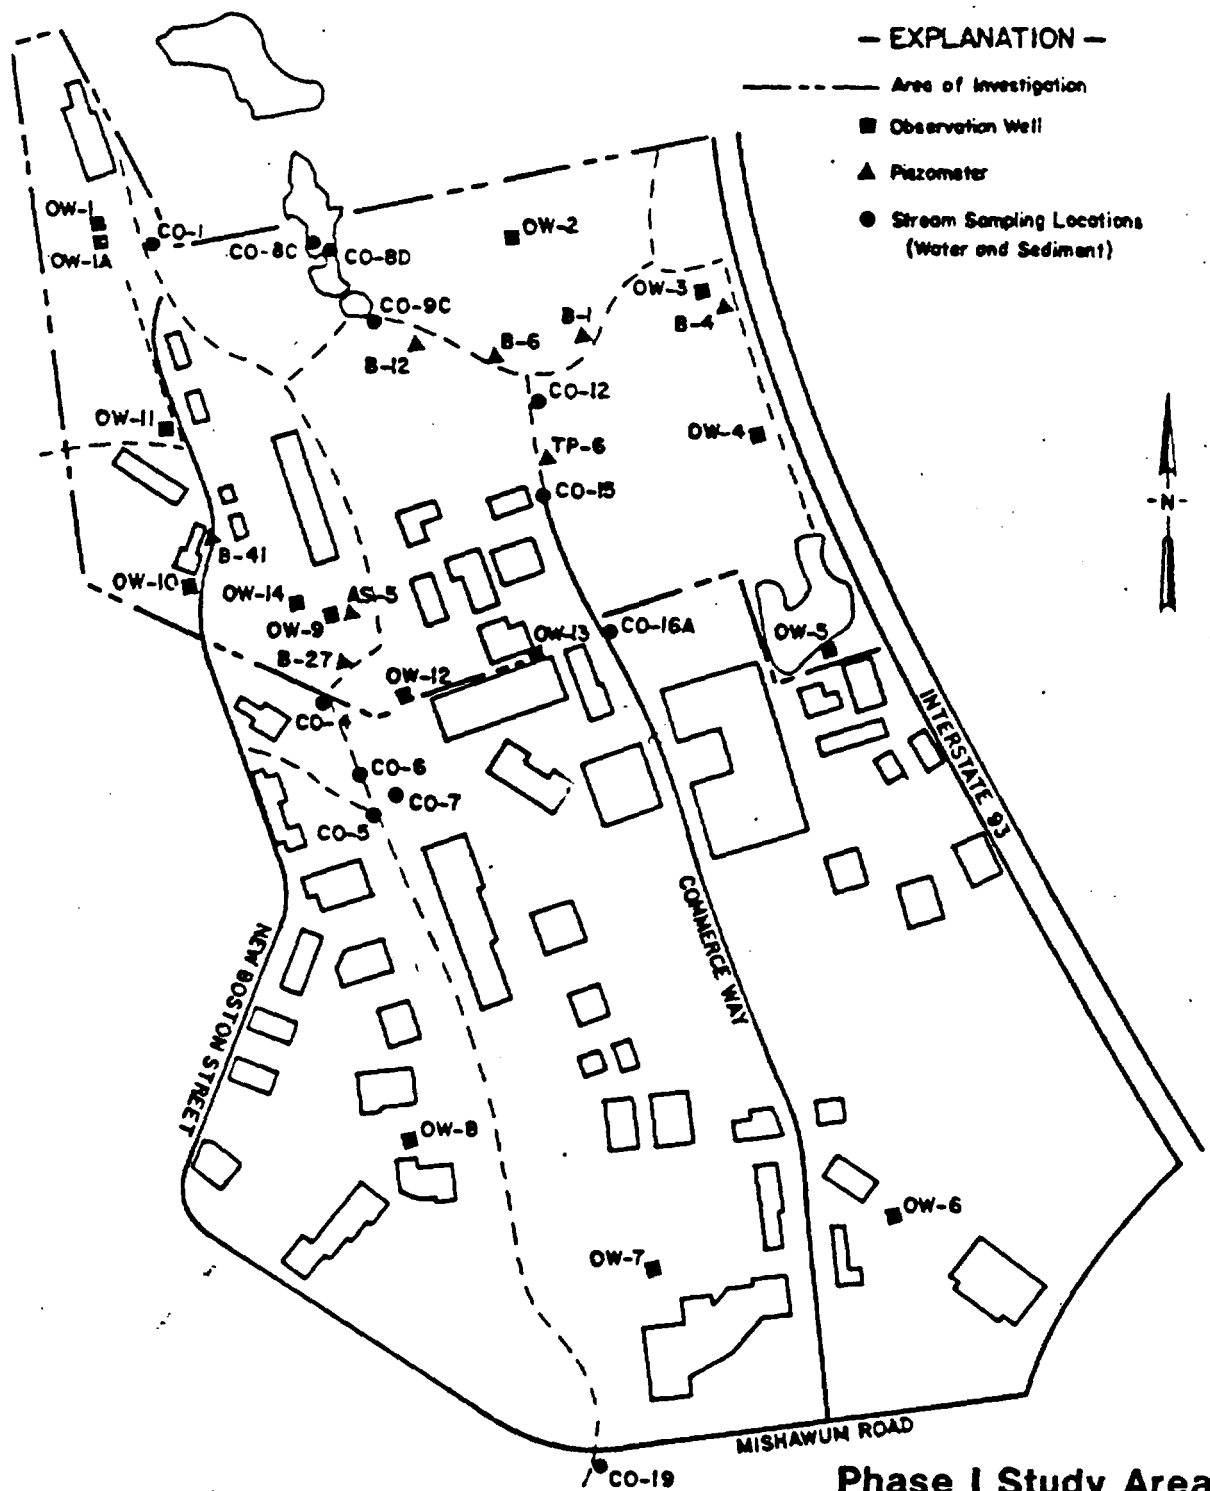 — EXPLANATION —
Area of Investigation
Observation Well
Piezometer
Stream Sampling Locations
(Water and Sediment)
OW-1
OW-1A
CO-1
CO-8C
CO-8D
OW-2
OW-3
B-4
CO-9C
B-1
B-6
B-12
CO-12
OW-11
OW-4
TP-6
CO-15
-N-
B-41
OW-10
OW-14
ASL-5
OW-9
OW-13
CO-16A
OW-5
B-27
OW-12
CO-4
CO-6
CO-7
CO-5
INTERSTATE 93
COMMERCE WAY
NEW BOSTON STREET
OW-8
OW-6
OW-7
MISHAWUM ROAD
CO-19
Phase I Study Area